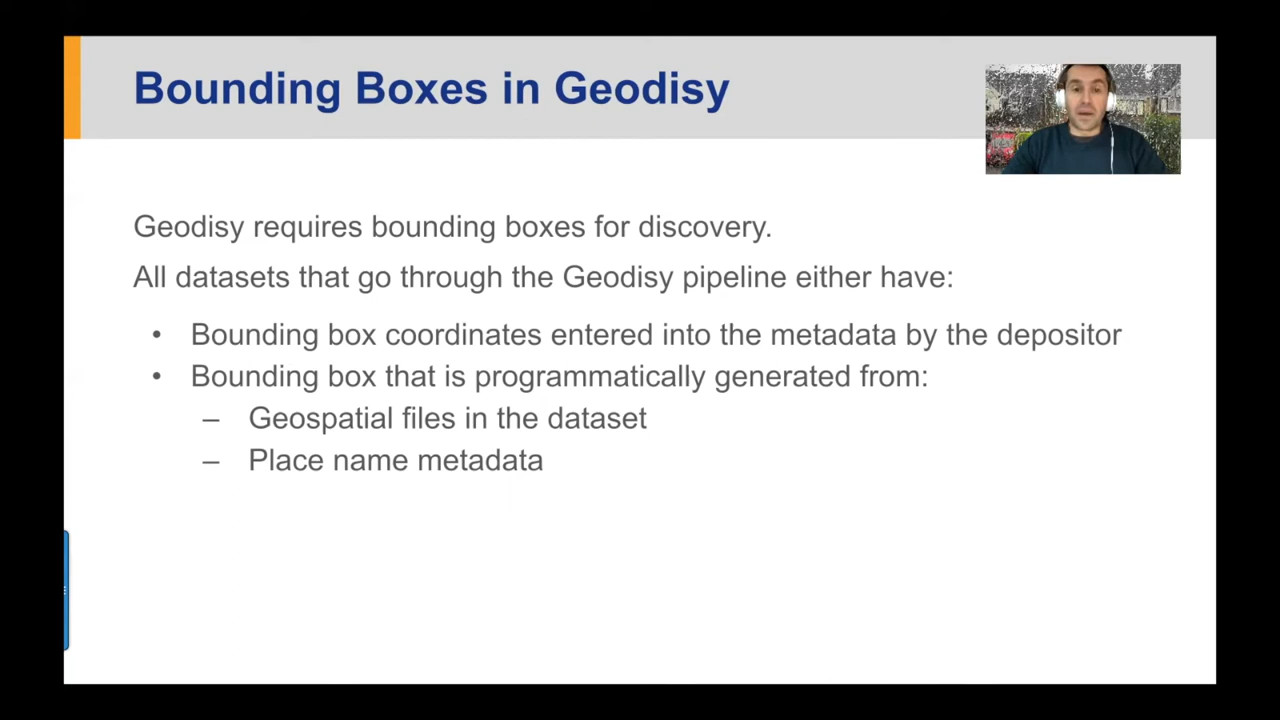 Bounding Boxes in Geodisy
Geodisy requires bounding boxes for discovery.
All datasets that go through the Geodisy pipeline either have:
• Bounding box coordinates entered into the metadata by the depositor
• Bounding box that is programmatically generated from:
– Geospatial files in the dataset
– Place name metadata